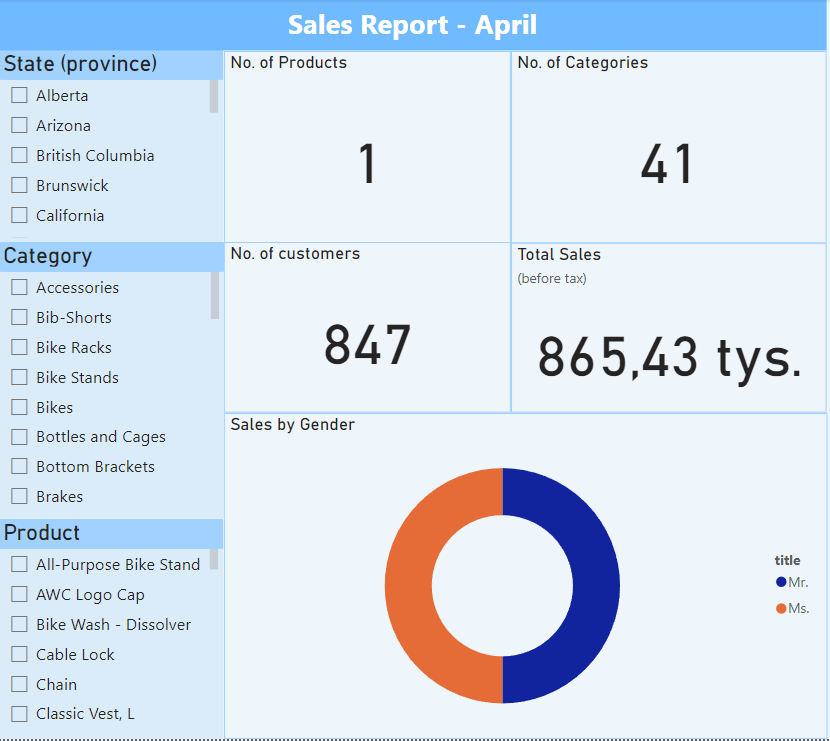 Sales Report - April
State (province)
Alberta
Arizona
British Columbia
Brunswick
California
Category
Accessories
Bib-Shorts
Bike Racks
Bike Stands
Bikes
Bottles and Cages
Bottom Brackets
Brakes
Product
All-Purpose Bike Stand
AWC Logo Cap
Bike Wash - Dissolver
Cable Lock
Chain
Classic Vest, L
No. of Products
1
No. of Categories
41
No. of customers
847
Total Sales
(before tax)
865,43 tys.
Sales by Gender
title
Mr.
Ms.